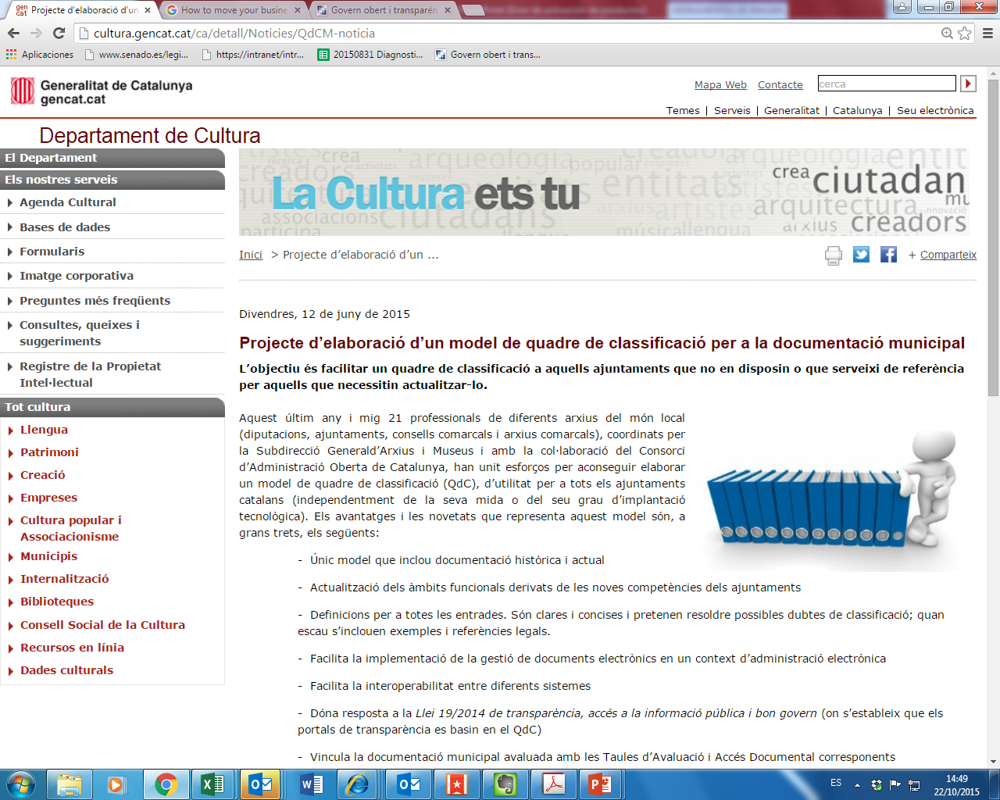 Projecte d'elaboració d'un
How to move your busine
Govern obert i transparèn
cultura.gencat.cat/ca/detall/Noticies/QdCM-noticia
Aplicaciones
www.senado.es/legi...
https://intranet/intr...
20150831 Diagnosti...
Govern obert i trans...
Generalitat de Catalunya
gencat.cat
Mapa Web
Contacte
cerca
Temes | Serveis | Generalitat | Catalunya | Seu electrònica
Departament de Cultura
El Departament
Els nostres serveis
Agenda Cultural
Bases de dades
Formularis
Imatge corporativa
Preguntes més freqüents
Consultes, queixes i
suggeriments
Registre de la Propietat
Intel·lectual
Tot cultura
Llengua
Patrimoni
Creació
Empreses
Cultura popular i
Associacionisme
Municipis
Internalització
Biblioteques
Consell Social de la Cultura
Recursos en línia
Dades culturals
La Cultura ets tu
crea ciutadan
arquitectura
innovació
arxius creadors
creadors
arqueologia
popular
entitats
associacions
ciutadans
artistes
participa
músicallengua
Inici > Projecte d'elaboració d'un ...
+ Comparteix
Divendres, 12 de juny de 2015
Projecte d'elaboració d'un model de quadre de classificació per a la documentació municipal
L'objectiu és facilitar un quadre de classificació a aquells ajuntaments que no en disposin o que serveixi de referència
per aquells que necessitin actualitzar-lo.
Aquest últim any i mig 21 professionals de diferents arxius del món local
(diputacions, ajuntaments, consells comarcals i arxius comarcals), coordinats per
la Subdirecció Generald'Arxius i Museus i amb la col·laboració del Consorci
d'Administració Oberta de Catalunya, han unit esforços per aconseguir elaborar
un model de quadre de classificació (QdC), d'utilitat per a tots els ajuntaments
catalans (independentment de la seva mida o del seu grau d'implantació
tecnològica). Els avantatges i les novetats que representa aquest model són, a
grans trets, els següents:
- Únic model que inclou documentació històrica i actual
- Actualització dels àmbits funcionals derivats de les noves competències dels ajuntaments
- Definicions per a totes les entrades. Són clares i concises i pretenen resoldre possibles dubtes de classificació; quan
escau s'inclouen exemples i referències legals.
- Facilita la implementació de la gestió de documents electrònics en un context d'administració electrònica
- Facilita la interoperabilitat entre diferents sistemes
- Dóna resposta a la Llei 19/2014 de transparència, accés a la informació pública i bon govern (on s'estableix que els
portals de transparència es basin en el QdC)
- Vincula la documentació municipal avaluada amb les Taules d'Avaluació i Accés Documental corresponents
ES
14:49
22/10/2015